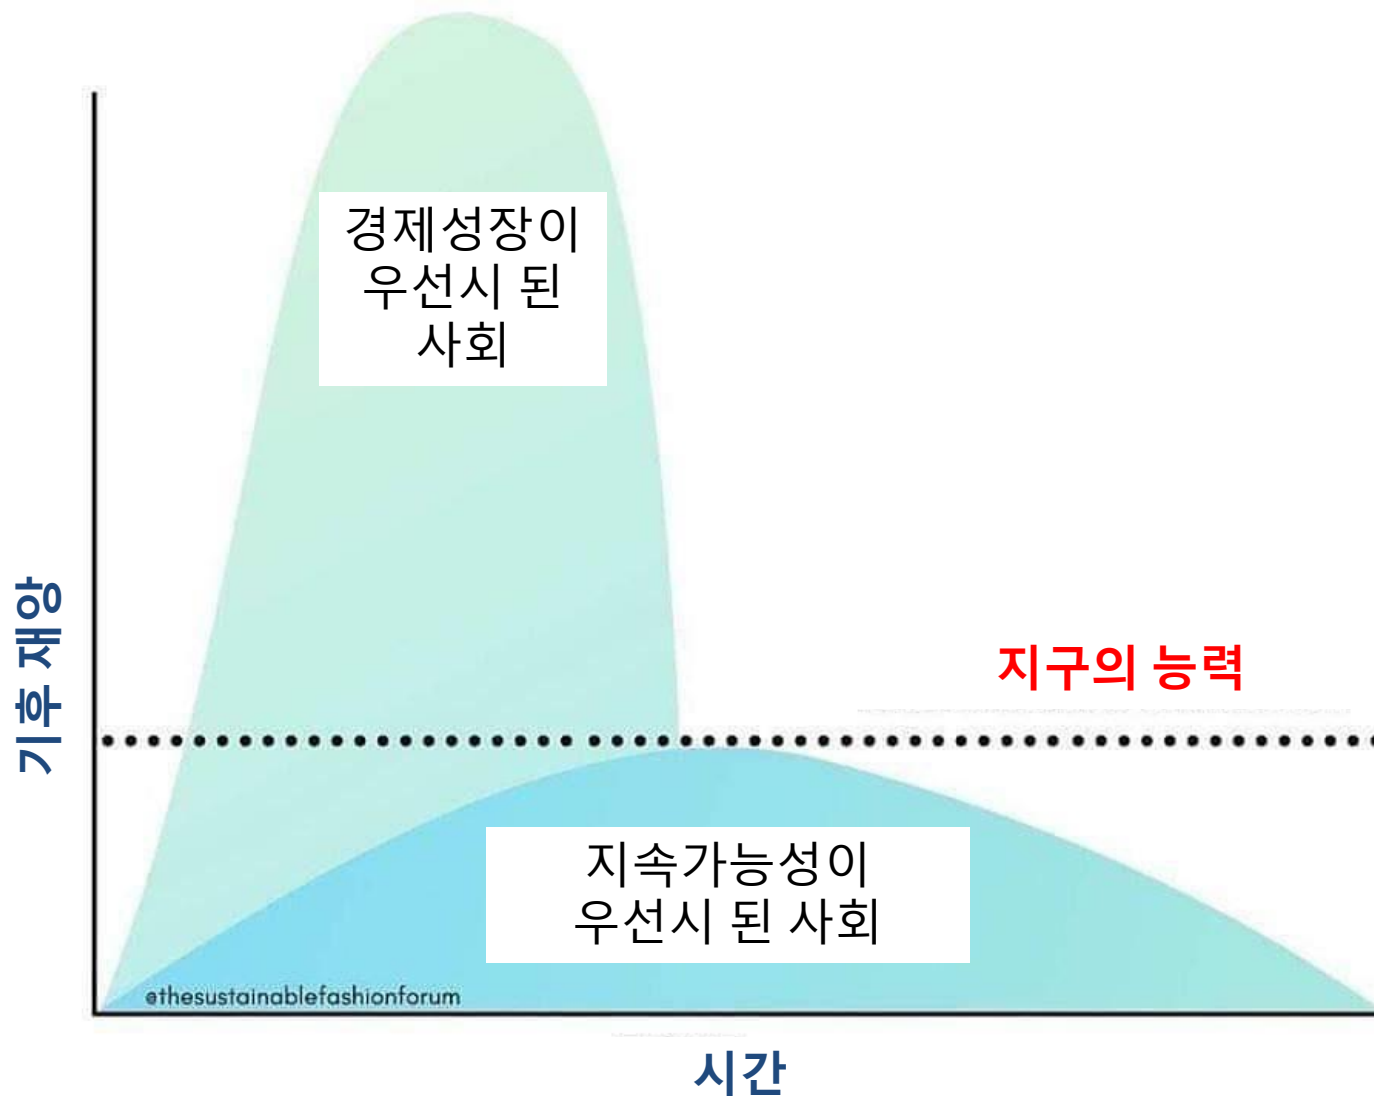 경제성장이
우선시 된
사회
기후 재앙
지구의 능력
지속가능성이
우선시 된 사회
@thesustainablefashionforum
시간